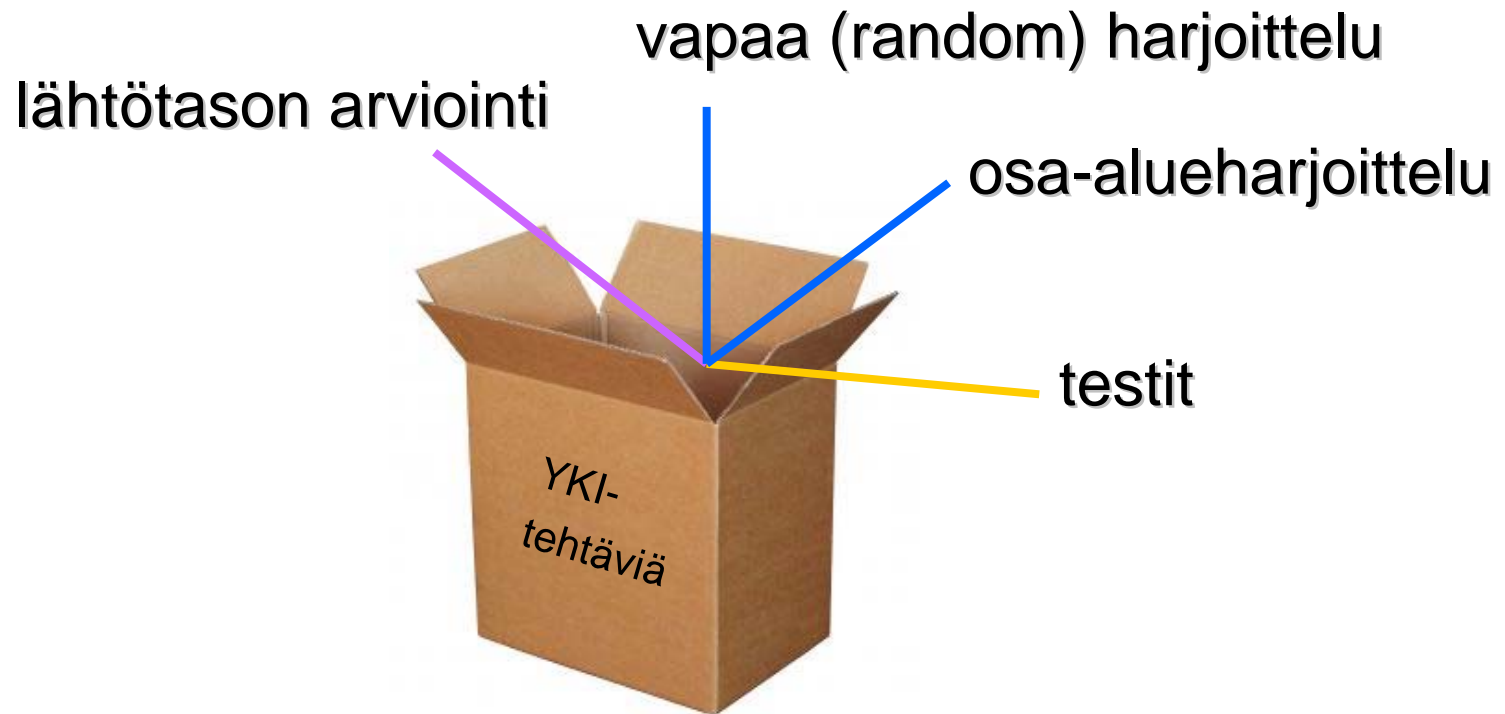 vapaa (random) harjoittelu
lähtötason arviointi
osa-alueharjoittelu
testit
YKI-
tehtäviä